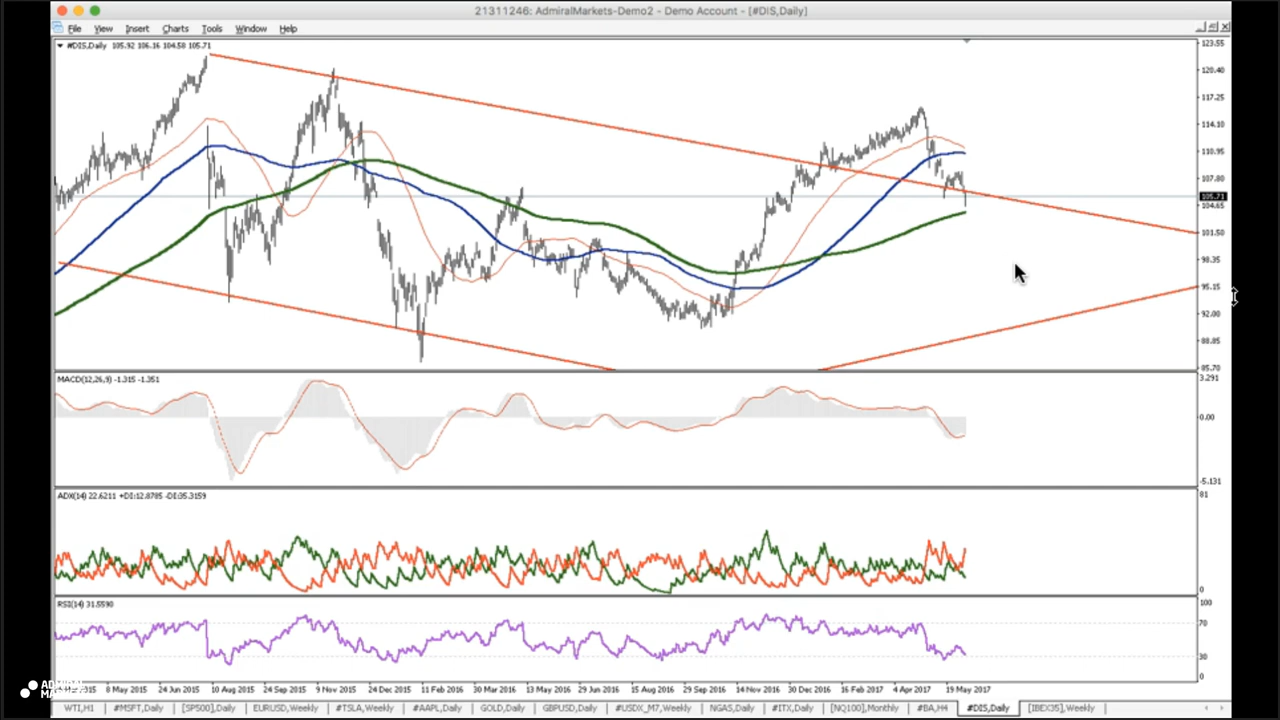 21311246: AdmiralMarkets-Demo2 - Demo Account - [#DIS,Daily]
File View Insert Charts Tools Window Help
#DIS,Daily 105.92 106.16 104.58 105.71
123.55
120.40
117.25
114.10
110.95
107.80
105.71
104.65
101.50
98.35
95.15
92.00
88.85
85.70
MACD(12,26,9) -1.315 -1.351
3.291
0.00
-5.131
ADX(14) 22.6211 +DI:12.8785 -DI:35.3159
81
0
RSI(14) 31.5590
100
70
30
0
2015 8 May 2015 24 Jun 2015 10 Aug 2015 24 Sep 2015 9 Nov 2015 24 Dec 2015 11 Feb 2016 30 Mar 2016 13 May 2016 29 Jun 2016 15 Aug 2016 29 Sep 2016 14 Nov 2016 30 Dec 2016 16 Feb 2017 4 Apr 2017 19 May 2017
ADMIRAL
MARKETS
WTI,H1 #MSFT,Daily [SP500],Daily EURUSD,Weekly #TSLA,Weekly #AAPL,Daily GOLD,Daily GBPUSD,Daily #USDX_M7,Weekly NGAS,Daily #ITX,Daily [NQ100],Monthly #BA,H4 #DIS,Daily [IBEX35],Weekly